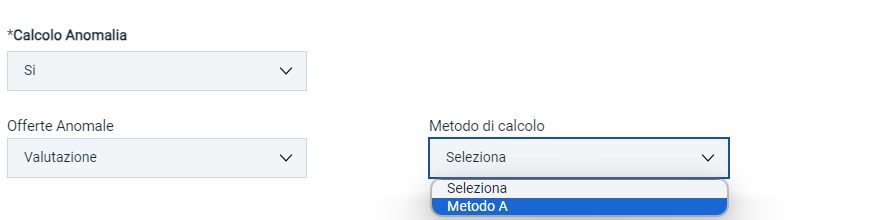 *Calcolo Anomalia
Si
Offerte Anomale
Metodo di calcolo
Valutazione
Seleziona
Seleziona
Metodo A